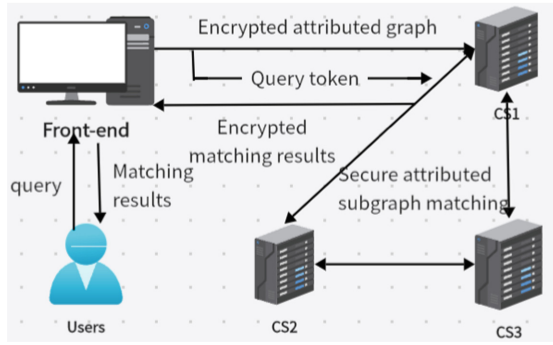 Encrypted attributed graph
Query token
CS1
Front-end
Encrypted
matching results
query
Matching
results
Secure attributed
subgraph matching
Users
CS2
CS3